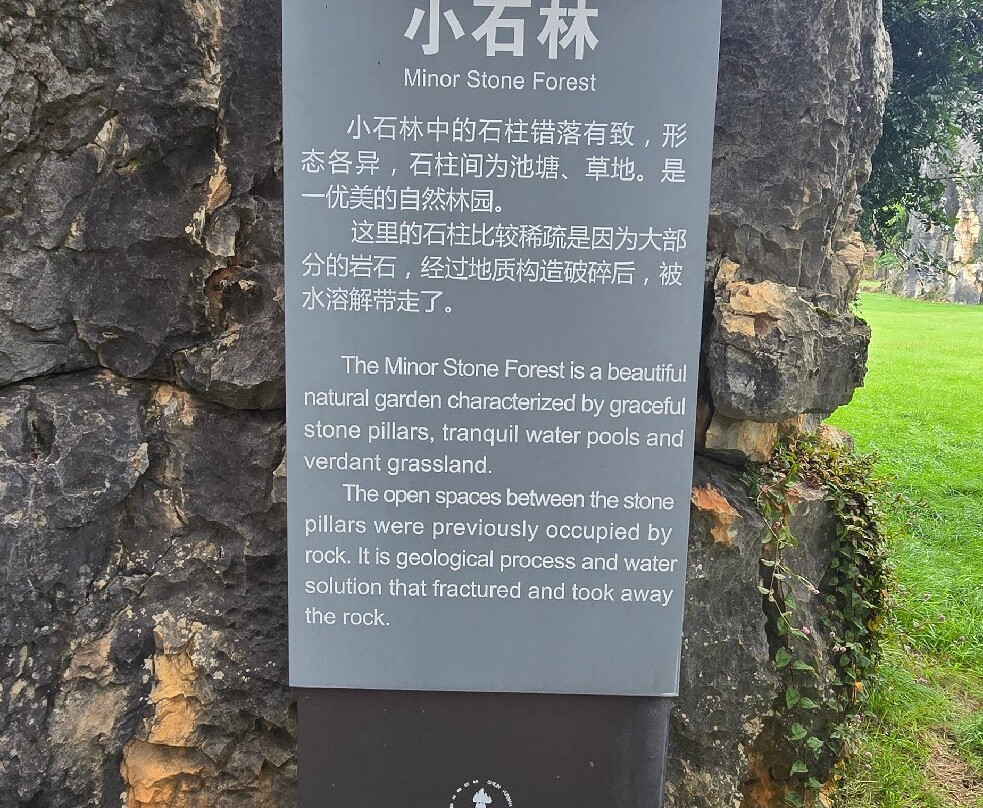 小石林
Minor Stone Forest
小石林中的石柱错落有致，形
态各异，石柱间为池塘、草地。是
一优美的自然林园。
这里的石柱比较稀疏是因为大部
分的岩石，经过地质构造破碎后，被
水溶解带走了。
The Minor Stone Forest is a beautiful
natural garden characterized by graceful
stone pillars, tranquil water pools and
verdant grassland.
The open spaces between the stone
pillars were previously occupied by
rock. It is geological process and water
solution that fractured and took away
the rock.